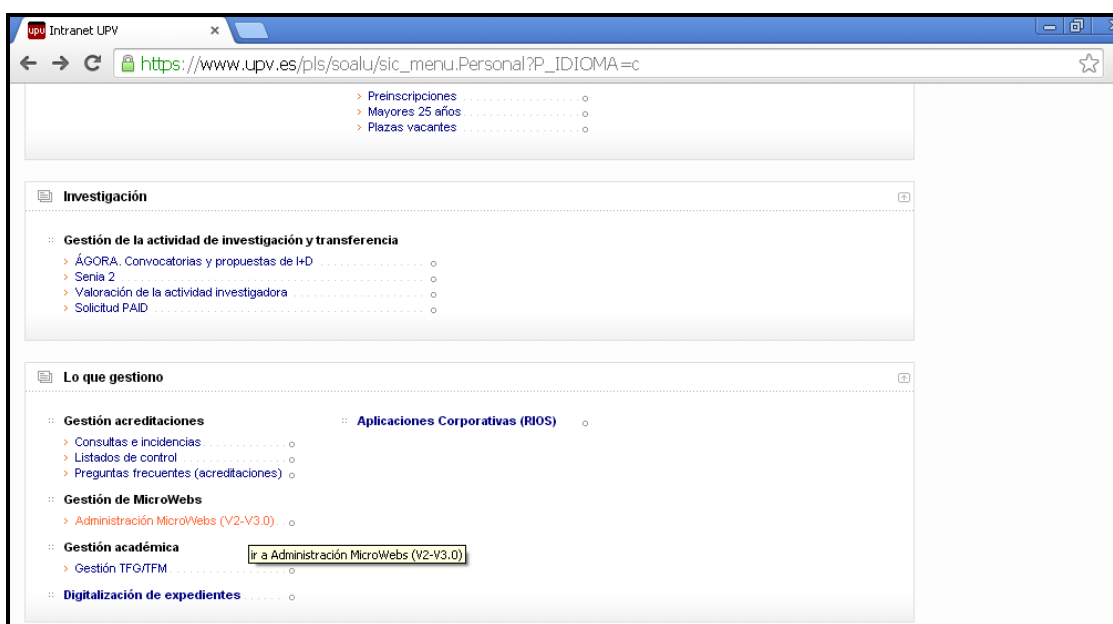 upv Intranet UPV
https://www.upv.es/pls/soalu/sic_menu.Personal?P_IDIOMA=c
Preinscripciones
Mayores 25 años
Plazas vacantes
Investigación
Gestión de la actividad de investigación y transferencia
ÁGORA. Convocatorias y propuestas de I+D
Senia 2
Valoración de la actividad investigadora
Solicitud PAID
Lo que gestiono
Gestión acreditaciones
Consultas e incidencias
Listados de control
Preguntas frecuentes (acreditaciones)
Gestión de MicroWebs
Administración MicroWebs (V2-V3.0)
Gestión académica
ir a Administración MicroWebs (V2-V3.0)
Gestión TFG/TFM
Digitalización de expedientes
Aplicaciones Corporativas (RIOS)